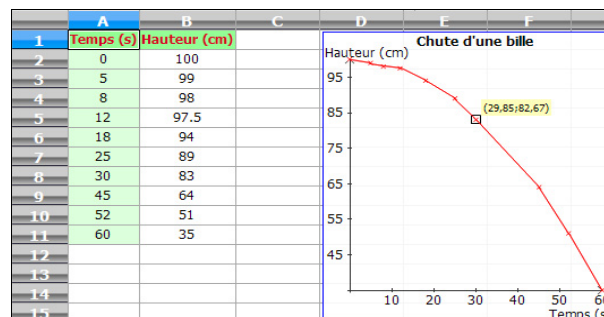 A B C D E F
1 Temps (s) Hauteur (cm)
2 0 100
3 5 99
4 8 98
5 12 97.5
6 18 94
7 25 89
8 30 83
9 45 64
10 52 51
11 60 35
12
13
14
15
Chute d'une bille
Hauteur (cm)
95
85
75
65
55
45
(29,85;82,67)
10 20 30 40 50 60
Temps (s